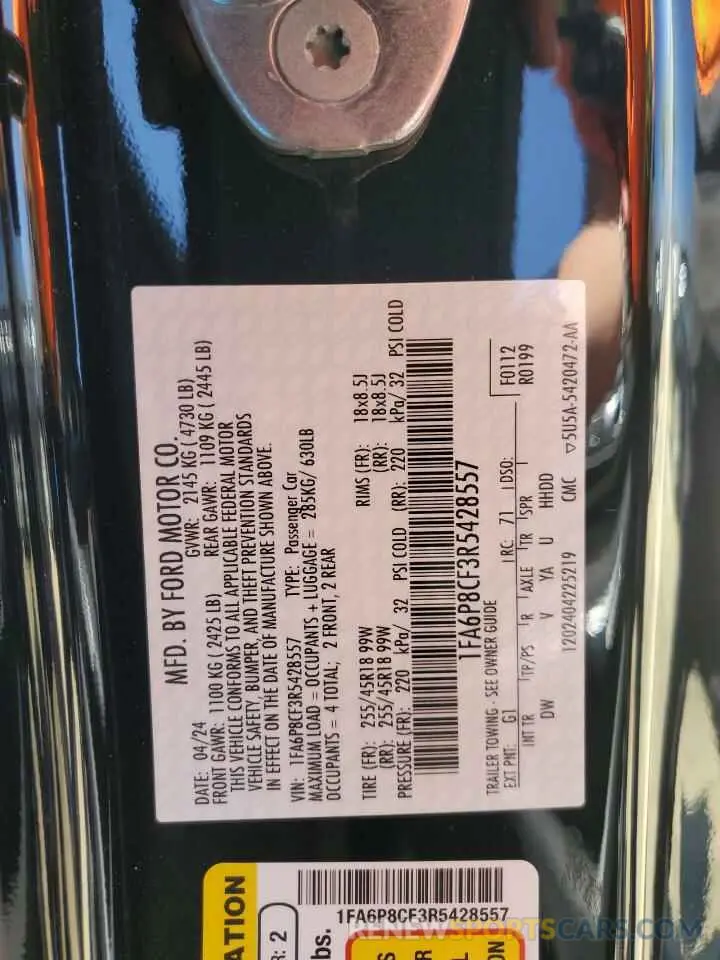 MFD. BY FORD MOTOR CO.
DATE: 04/24 GVWR: 2145 KG ( 4730 LB)
FRONT GAWR: 1100 KG ( 2425 LB) REAR GAWR: 1109 KG ( 2445 LB)
THIS VEHICLE CONFORMS TO ALL APPLICABLE FEDERAL MOTOR
VEHICLE SAFETY, BUMPER, AND THEFT PREVENTION STANDARDS
IN EFFECT ON THE DATE OF MANUFACTURE SHOWN ABOVE.
VIN: 1FA6P8CF3R5428557 TYPE: Passenger Car
MAXIMUM LOAD = OCCUPANTS + LUGGAGE = 285KG/ 630LB
OCCUPANTS = 4 TOTAL; 2 FRONT, 2 REAR
TIRE (FR): 255/45R18 99W RIMS (FR): 18x8.5J
(RR): 255/45R18 99W (RR): 18x8.5J
PRESSURE (FR): 220 kPa/ 32 PSI COLD (RR): 220 kPa/ 32 PSI COLD
1FA6P8CF3R5428557
TRAILER TOWING - SEE OWNER GUIDE
F0112
EXT PNT: G1 RC: 71 DSO: R0199
INT TR TP/PS R AXLE TR SPR
DW V YA U HHDD
1202404225219 CMC ▽5U5A-5420472-AA
ATION
R: 2
bs.
1FA6P8CF3R5428557
S
R
L
ON
RENEWSPORTSCARS.COM